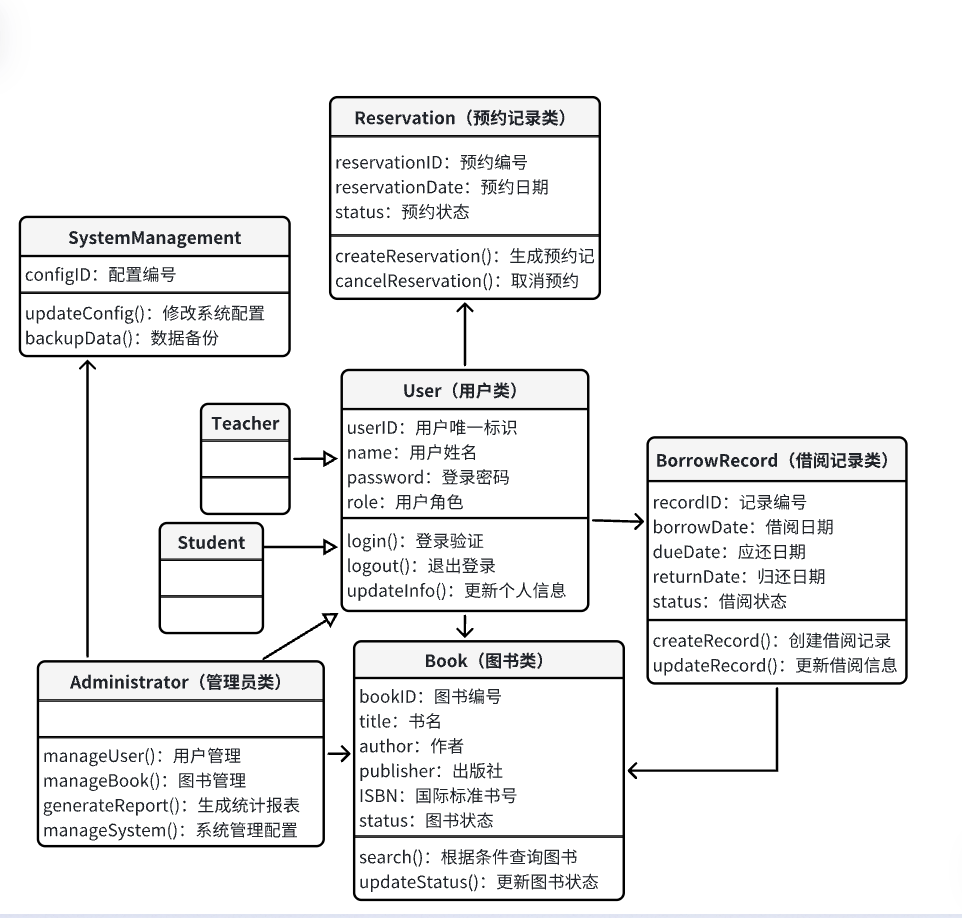 Reservation（预约记录类）
reservationID：预约编号
reservationDate：预约日期
status：预约状态
createReservation()：生成预约记
cancelReservation()：取消预约
SystemManagement
configID：配置编号
updateConfig()：修改系统配置
backupData()：数据备份
User（用户类）
userID：用户唯一标识
name：用户姓名
password：登录密码
role：用户角色
login()：登录验证
logout()：退出登录
updateInfo()：更新个人信息
Teacher
Student
BorrowRecord（借阅记录类）
recordID：记录编号
borrowDate：借阅日期
dueDate：应还日期
returnDate：归还日期
status：借阅状态
createRecord()：创建借阅记录
updateRecord()：更新借阅信息
Administrator（管理员类）
manageUser()：用户管理
manageBook()：图书管理
generateReport()：生成统计报表
manageSystem()：系统管理配置
Book（图书类）
bookID：图书编号
title：书名
author：作者
publisher：出版社
ISBN：国际标准书号
status：图书状态
search()：根据条件查询图书
updateStatus()：更新图书状态